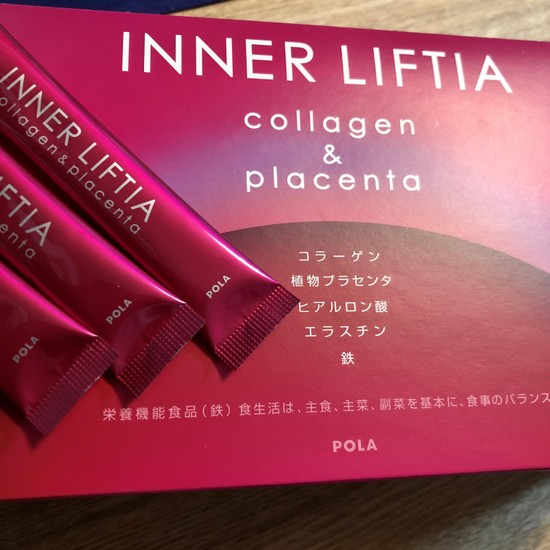 INNER LIFTIA
collagen
&
placenta
コラーゲン
植物プラセンタ
ヒアルロン酸
エラスチン
鉄
栄養機能食品(鉄) 食生活は、主食、主菜、副菜を基本に、食事のバランス
POLA
INNER LIFTIA
collagen & placenta
POLA
LIFTIA
centa
POLA
POLA